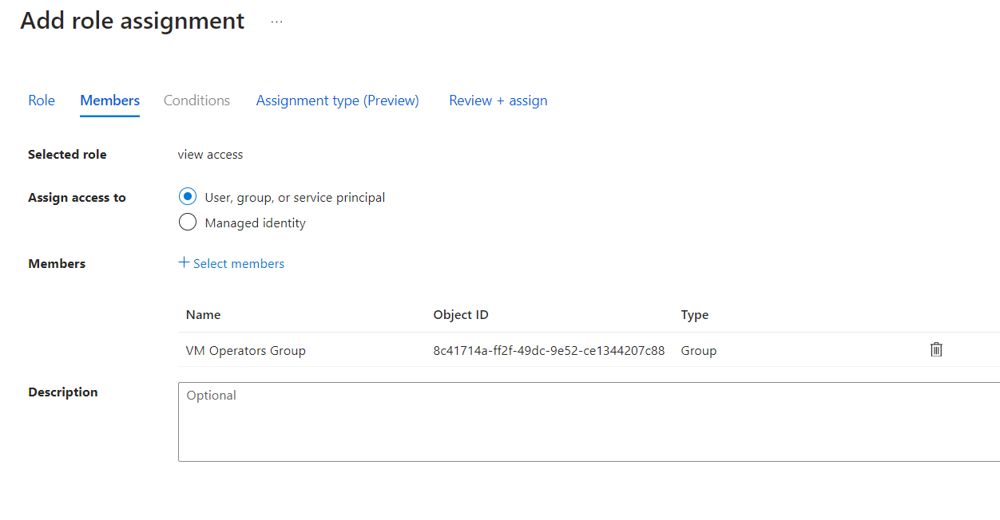 Add role assignment ...
Role Members Conditions Assignment type (Preview) Review + assign
Selected role view access
Assign access to User, group, or service principal
Managed identity
Members + Select members
Name Object ID Type
VM Operators Group 8c41714a-ff2f-49dc-9e52-ce1344207c88 Group
Description Optional